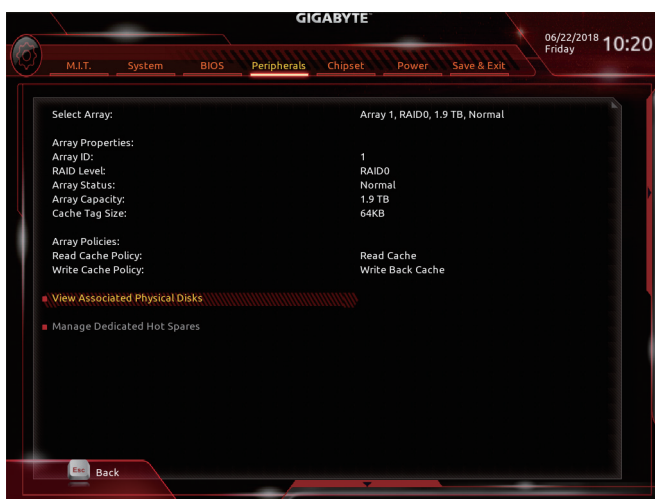 GIGABYTE™
06/22/2018 10:20
Friday
M.I.T. System BIOS Peripherals Chipset Power Save & Exit
Select Array: Array 1, RAID0, 1.9 TB, Normal
Array Properties:
Array ID: 1
RAID Level: RAID0
Array Status: Normal
Array Capacity: 1.9 TB
Cache Tag Size: 64KB
Array Policies:
Read Cache Policy: Read Cache
Write Cache Policy: Write Back Cache
View Associated Physical Disks
Manage Dedicated Hot Spares
Esc Back